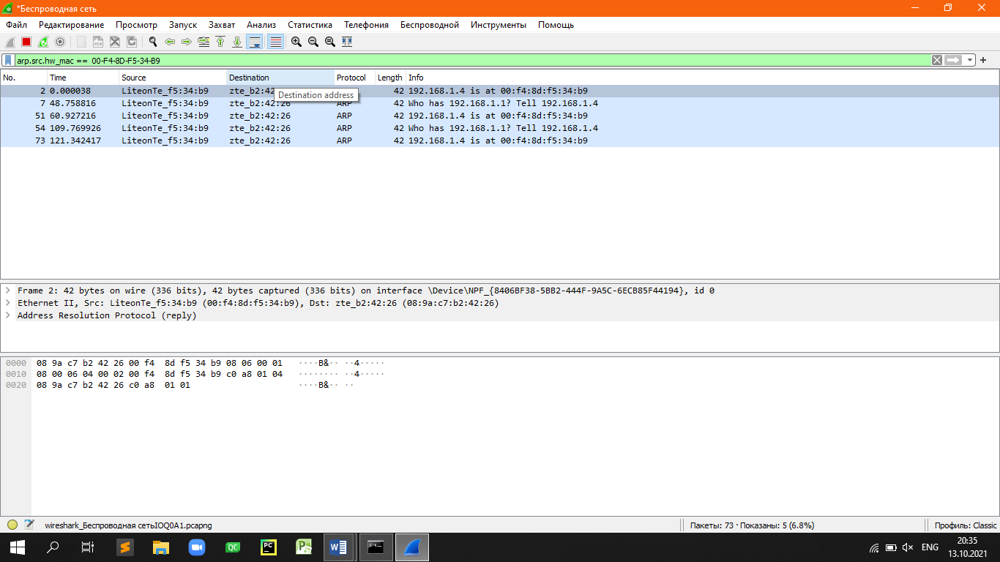 *Беспроводная сеть
Файл Редактирование Просмотр Запуск Захват Анализ Статистика Телефония Беспроводной Инструменты Помощь
arp.src.hw_mac == 00-F4-8D-F5-34-B9
No. Time Source Destination Protocol Length Info
2 0.000038 LiteonTe_f5:34:b9 zte_b2:42 42 192.168.1.4 is at 00:f4:8d:f5:34:b9
Destination address
7 48.758816 LiteonTe_f5:34:b9 zte_b2:42:26 ARP 42 Who has 192.168.1.1? Tell 192.168.1.4
51 60.927216 LiteonTe_f5:34:b9 zte_b2:42:26 ARP 42 192.168.1.4 is at 00:f4:8d:f5:34:b9
54 109.769926 LiteonTe_f5:34:b9 zte_b2:42:26 ARP 42 Who has 192.168.1.1? Tell 192.168.1.4
73 121.342417 LiteonTe_f5:34:b9 zte_b2:42:26 ARP 42 192.168.1.4 is at 00:f4:8d:f5:34:b9
Frame 2: 42 bytes on wire (336 bits), 42 bytes captured (336 bits) on interface \Device\NPF_{8406BF38-5BB2-444F-9A5C-6ECB85F44194}, id 0
Ethernet II, Src: LiteonTe_f5:34:b9 (00:f4:8d:f5:34:b9), Dst: zte_b2:42:26 (08:9a:c7:b2:42:26)
Address Resolution Protocol (reply)
0000 08 9a c7 b2 42 26 00 f4 8d f5 34 b9 08 06 00 01 ····B&·· ··4·····
0010 08 00 06 04 00 02 00 f4 8d f5 34 b9 c0 a8 01 04 ········ ··4·····
0020 08 9a c7 b2 42 26 c0 a8 01 01 ····B&·· ··
wireshark_Беспроводная сетьIOQ0A1.pcapng
Пакеты: 73 · Показаны: 5 (6.8%)
Профиль: Classic
QC
PC
ENG
20:35
13.10.2021